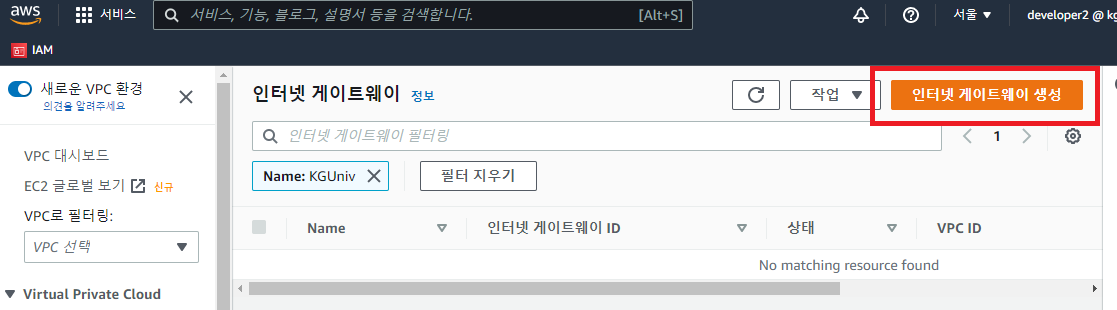 aws 서비스 서비스, 기능, 블로그, 설명서 등을 검색합니다. [Alt+S] 서울 developer2 @ kg
IAM
새로운 VPC 환경
의견을 알려주세요
인터넷 게이트웨이 정보 작업 인터넷 게이트웨이 생성
인터넷 게이트웨이 필터링 1
VPC 대시보드
EC2 글로벌 보기 신규
Name: KGUniv 필터 지우기
VPC로 필터링:
VPC 선택
Name 인터넷 게이트웨이 ID 상태 VPC ID
No matching resource found
Virtual Private Cloud